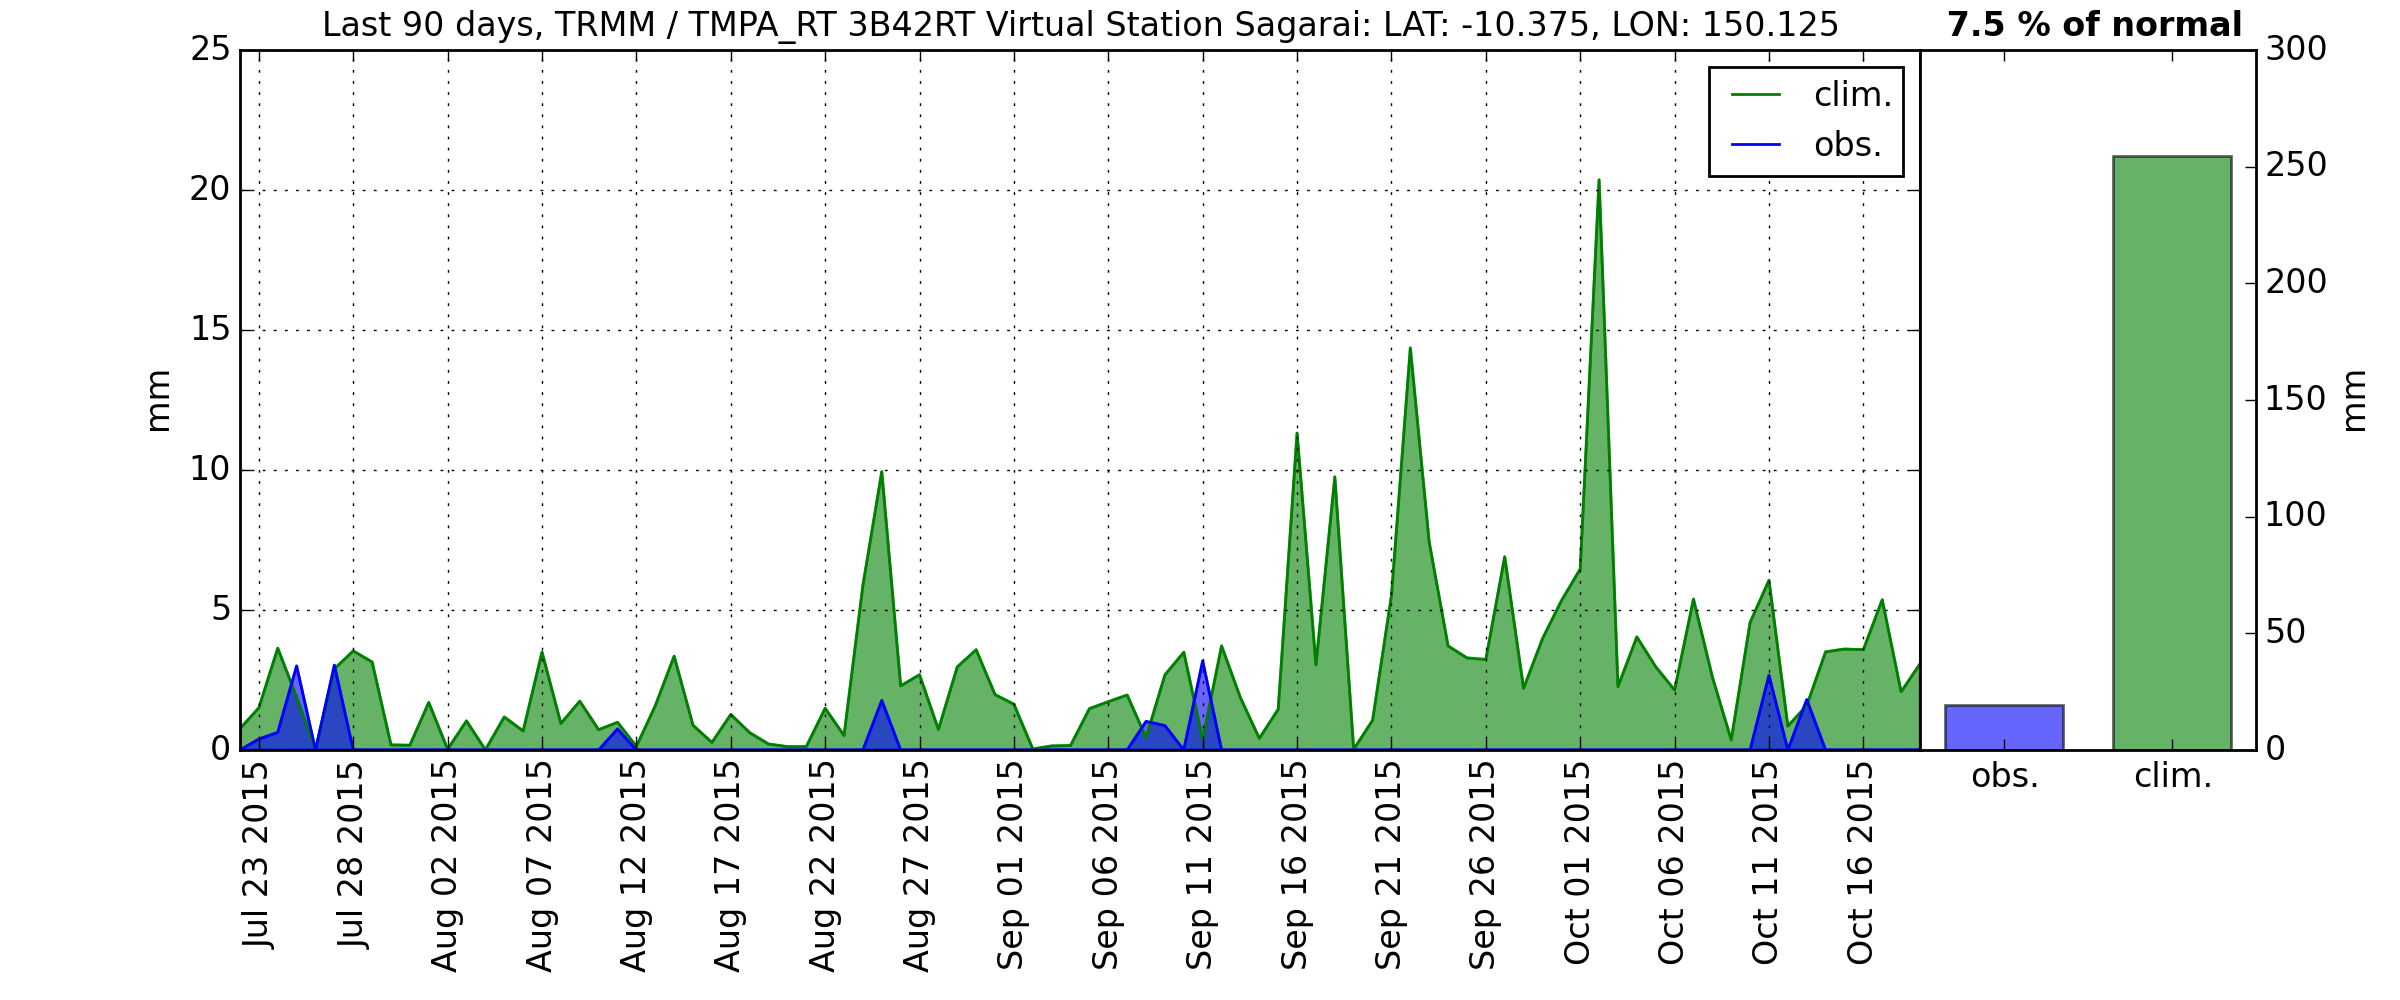 Last 90 days, TRMM / TMPA_RT 3B42RT Virtual Station Sagarai: LAT: -10.375, LON: 150.125
7.5 % of normal
25
20
15
10
5
0
mm
clim.
obs.
300
250
200
150
100
50
0
mm
obs.
clim.
Jul 23 2015
Jul 28 2015
Aug 02 2015
Aug 07 2015
Aug 12 2015
Aug 17 2015
Aug 22 2015
Aug 27 2015
Sep 01 2015
Sep 06 2015
Sep 11 2015
Sep 16 2015
Sep 21 2015
Sep 26 2015
Oct 01 2015
Oct 06 2015
Oct 11 2015
Oct 16 2015